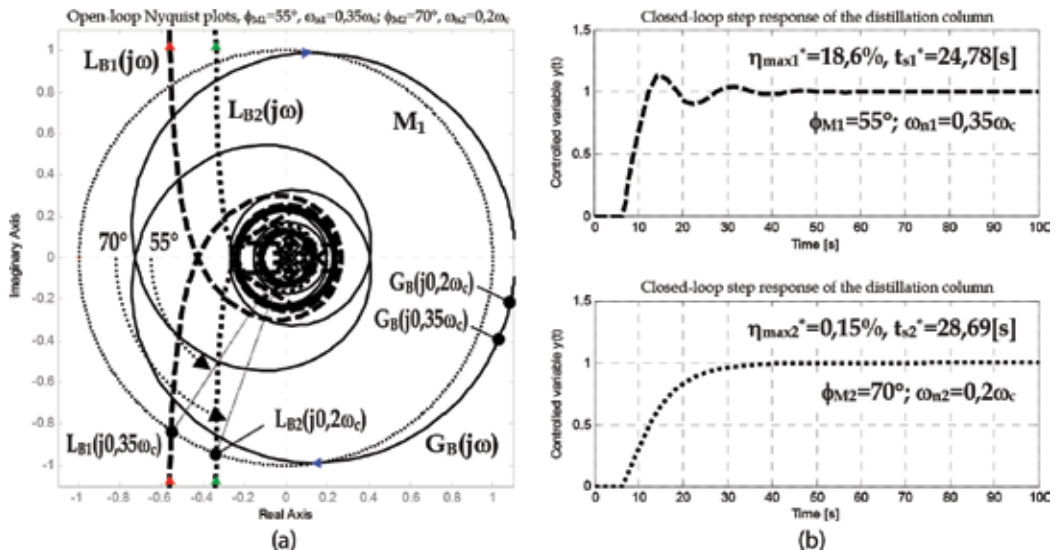 Open-loop Nyquist plots, ϕM1=55°, ωn1=0,35ωc; ϕM2=70°, ωn2=0,2ωc
LB1(jω)
LB2(jω)
M1
70°
55°
GB(j0,2ωc)
GB(j0,35ωc)
LB1(j0,35ωc)
LB2(j0,2ωc)
GB(jω)
Imaginary Axis
1
0.8
0.6
0.4
0.2
0
-0.2
-0.4
-0.6
-0.8
-1
-1 -0.8 -0.6 -0.4 -0.2 0 0.2 0.4 0.6 0.8 1
Real Axis
(a)
Closed-loop step response of the distillation column
ηmax1*=18,6%, ts1*=24,78[s]
ϕM1=55°; ωn1=0,35ωc
Controlled variable y(t)
1.5
1
0.5
0
0 10 20 30 40 50 60 70 80 90 100
Time [s]
Closed-loop step response of the distillation column
ηmax2*=0,15%, ts2*=28,69[s]
ϕM2=70°; ωn2=0,2ωc
Controlled variable y(t)
1.5
1
0.5
0
0 10 20 30 40 50 60 70 80 90 100
Time [s]
(b)